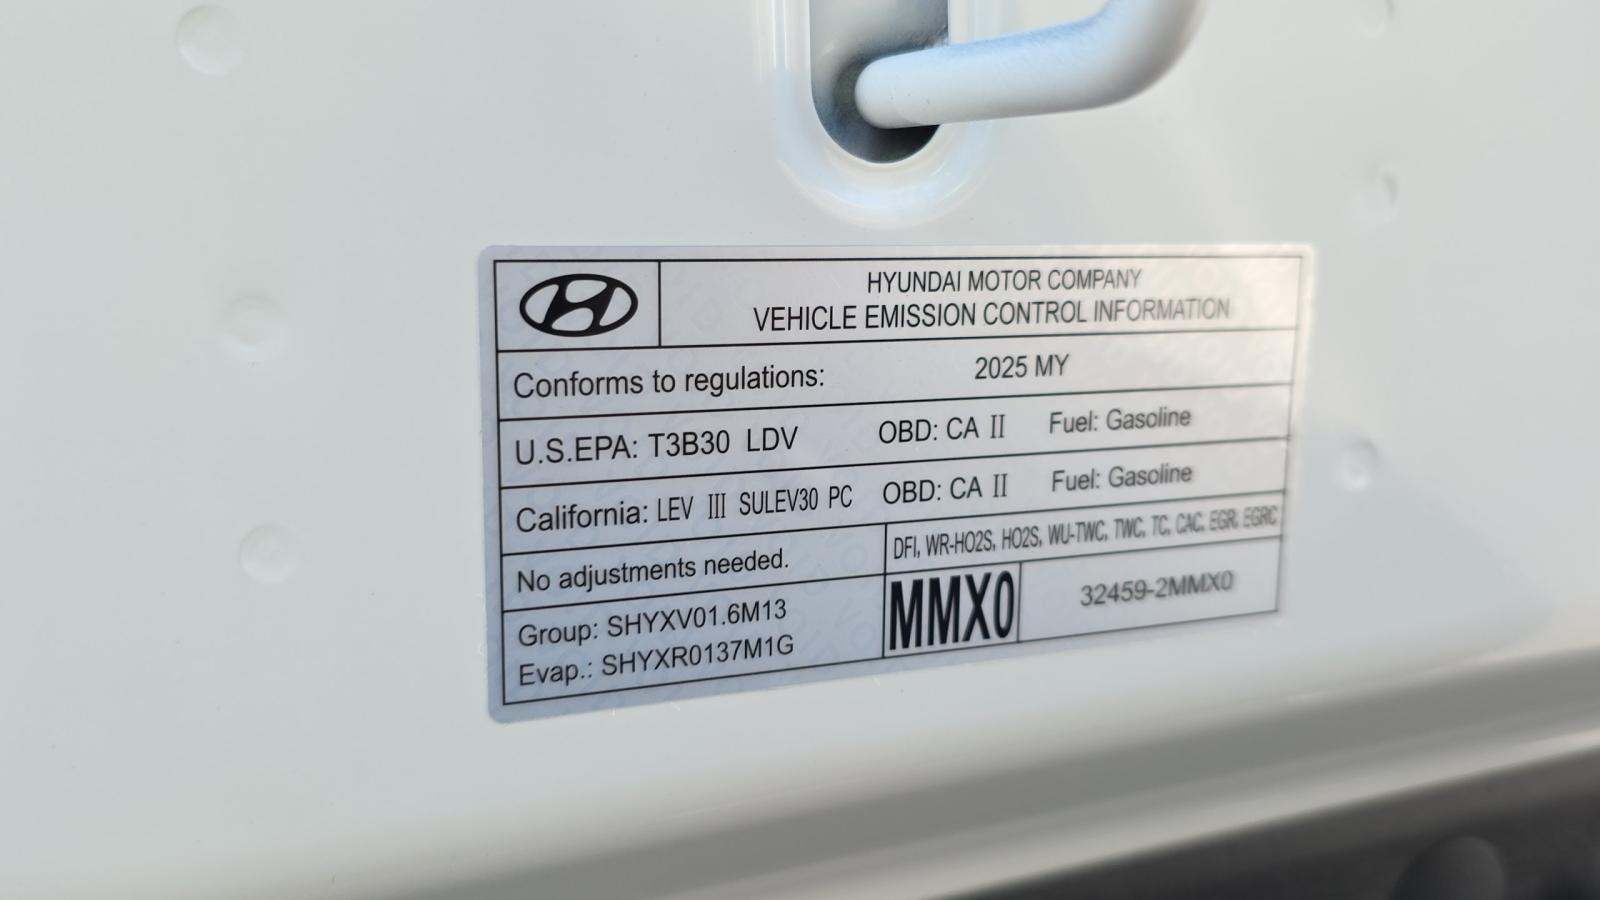 HYUNDAI MOTOR COMPANY
VEHICLE EMISSION CONTROL INFORMATION
Conforms to regulations: 2025 MY
U.S.EPA: T3B30 LDV OBD: CA II Fuel: Gasoline
California: LEV III SULEV30 PC OBD: CA II Fuel: Gasoline
No adjustments needed.
DFI, WR-HO2S, HO2S, WU-TWC, TWC, TC, CAC, EGR, EGRC
Group: SHYXV01.6M13
Evap.: SHYXR0137M1G
MMX0
32459-2MMX0